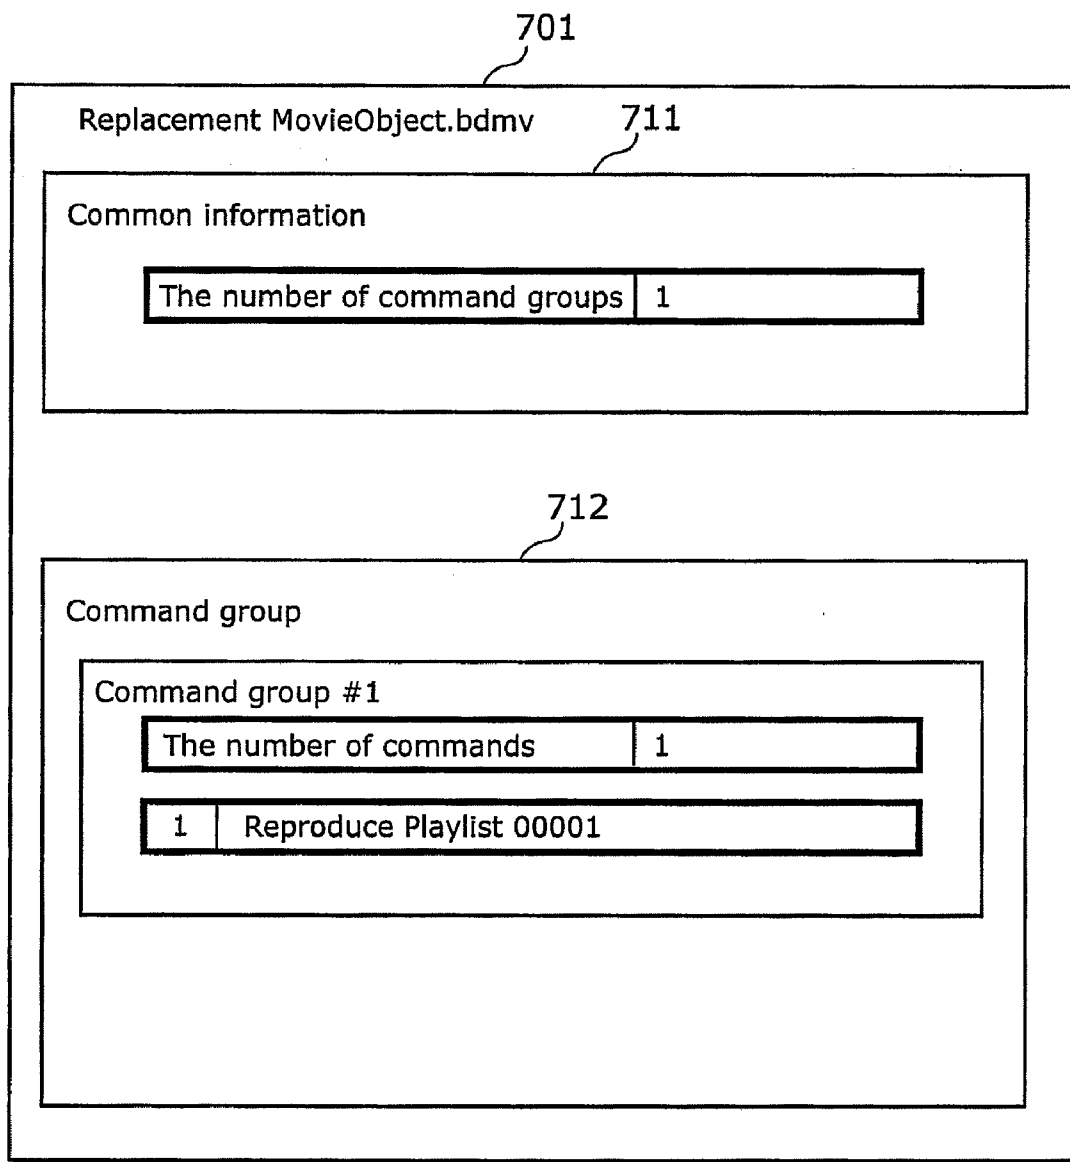 701
Replacement MovieObject.bdmv
711
Common information
The number of command groups 1
712
Command group
Command group #1
The number of commands 1
1 Reproduce Playlist 00001